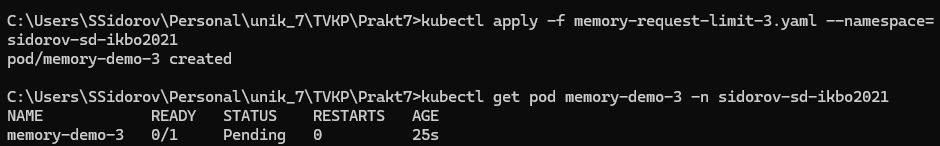 C:\Users\SSidorov\Personal\unik_7\TVKP\Prakt7>kubectl apply -f memory-request-limit-3.yaml --namespace=
sidorov-sd-ikbo2021
pod/memory-demo-3 created
C:\Users\SSidorov\Personal\unik_7\TVKP\Prakt7>kubectl get pod memory-demo-3 -n sidorov-sd-ikbo2021
NAME            READY   STATUS    RESTARTS   AGE
memory-demo-3   0/1     Pending   0          25s